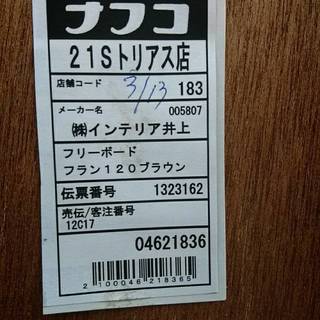 ナフコ
21Sトリアス店
店舗コード 3/13 183
メーカー名 005807
㈱インテリア井上
フリーボード
フラン120ブラウン
伝票番号 1323162
売伝/客注番号
12C17
04621836
2100046218365